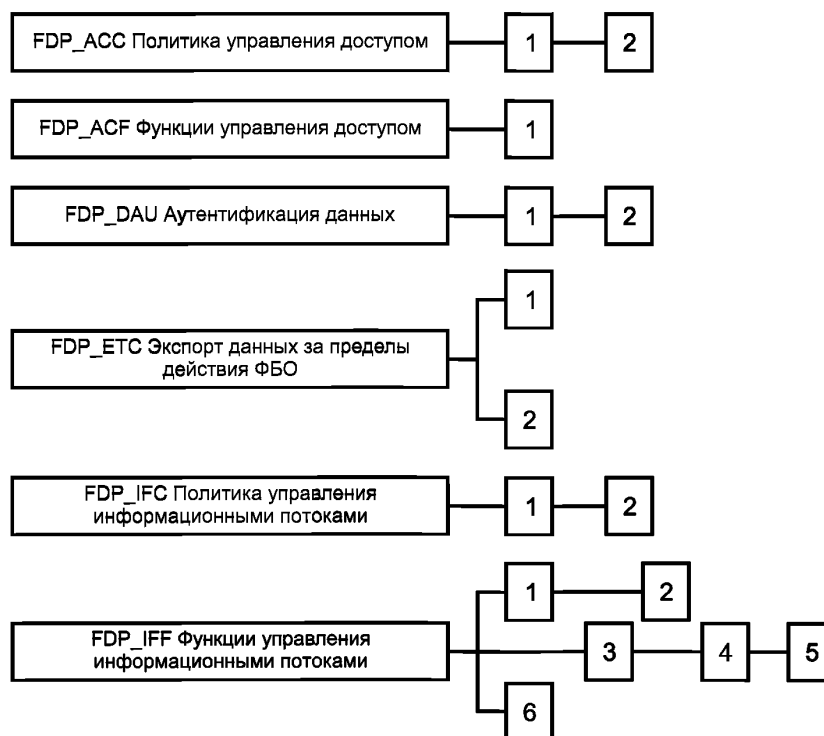 FDP_ACC Политика управления доступом 1 2
FDP_ACF Функции управления доступом 1
FDP_DAU Аутентификация данных 1 2
1
FDP_ETC Экспорт данных за пределы
действия ФБО
2
FDP_IFC Политика управления
информационными потоками
1 2
1 2
FDP_IFF Функции управления
информационными потоками
3 4 5
6